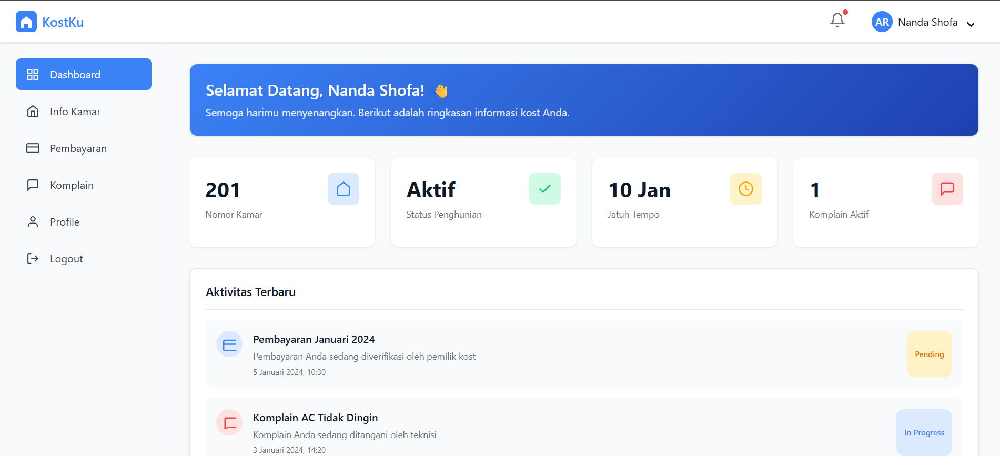 KostKu
AR Nanda Shofa
Dashboard
Info Kamar
Pembayaran
Komplain
Profile
Logout
Selamat Datang, Nanda Shofa! 👋
Semoga harimu menyenangkan. Berikut adalah ringkasan informasi kost Anda.
201
Nomor Kamar
Aktif
Status Penghunian
10 Jan
Jatuh Tempo
1
Komplain Aktif
Aktivitas Terbaru
Pembayaran Januari 2024
Pembayaran Anda sedang diverifikasi oleh pemilik kost
5 Januari 2024, 10:30
Pending
Komplain AC Tidak Dingin
Komplain Anda sedang ditangani oleh teknisi
3 Januari 2024, 14:20
In Progress